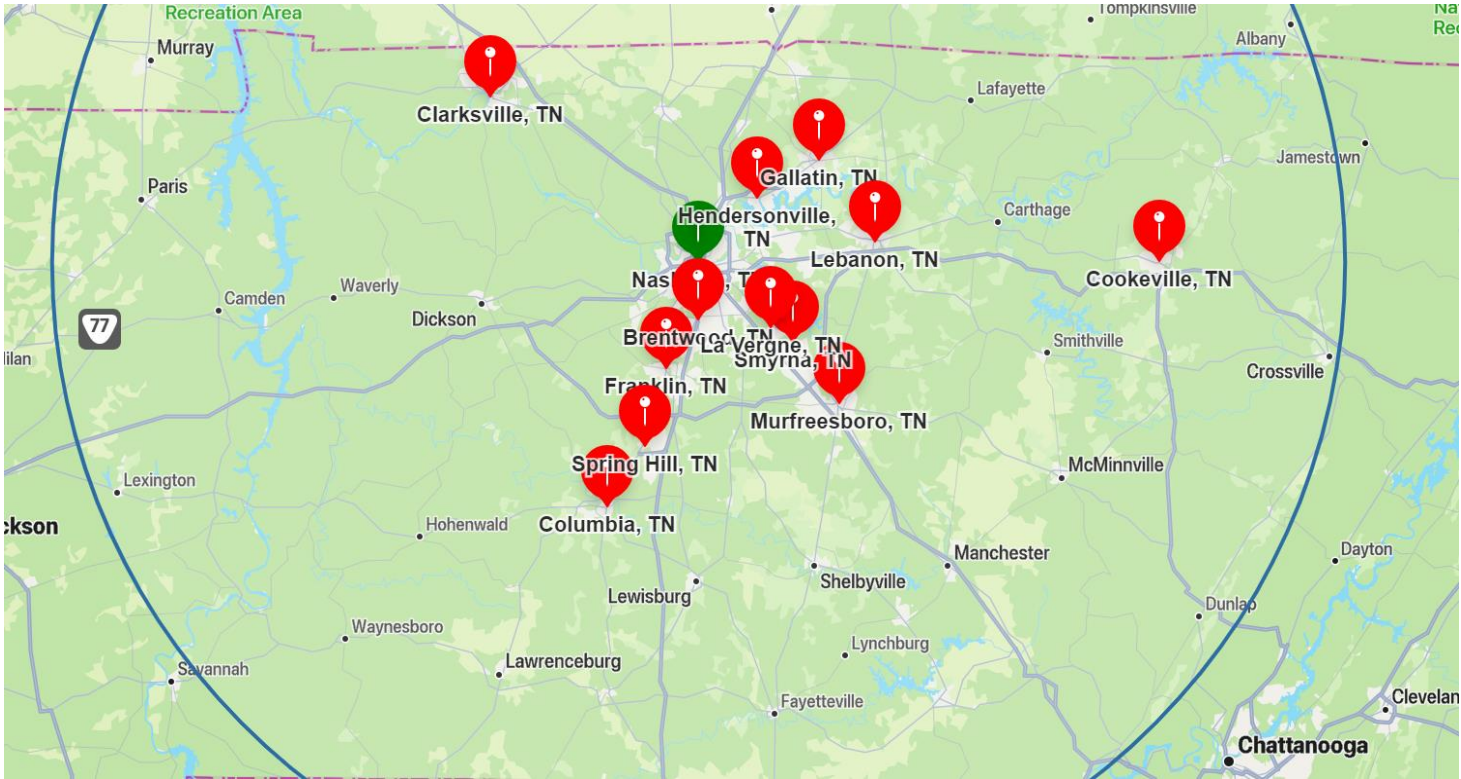 Recreation Area
Tompkinsville
Na
Rec
Murray
Albany
Clarksville, TN
Lafayette
Jamestown
Paris
Gallatin, TN
Hendersonville,
TN
Carthage
Lebanon, TN
Cookeville, TN
Camden
Waverly
Dickson
77
Brentwood, TN
La Vergne, TN
Smyrna, TN
Smithville
Crossville
Franklin, TN
Murfreesboro, TN
Spring Hill, TN
McMinnville
Lexington
ckson
Hohenwald
Columbia, TN
Manchester
Dayton
Shelbyville
Lewisburg
Dunlap
Waynesboro
Lynchburg
Lawrenceburg
Savannah
Fayetteville
Clevelan
Chattanooga